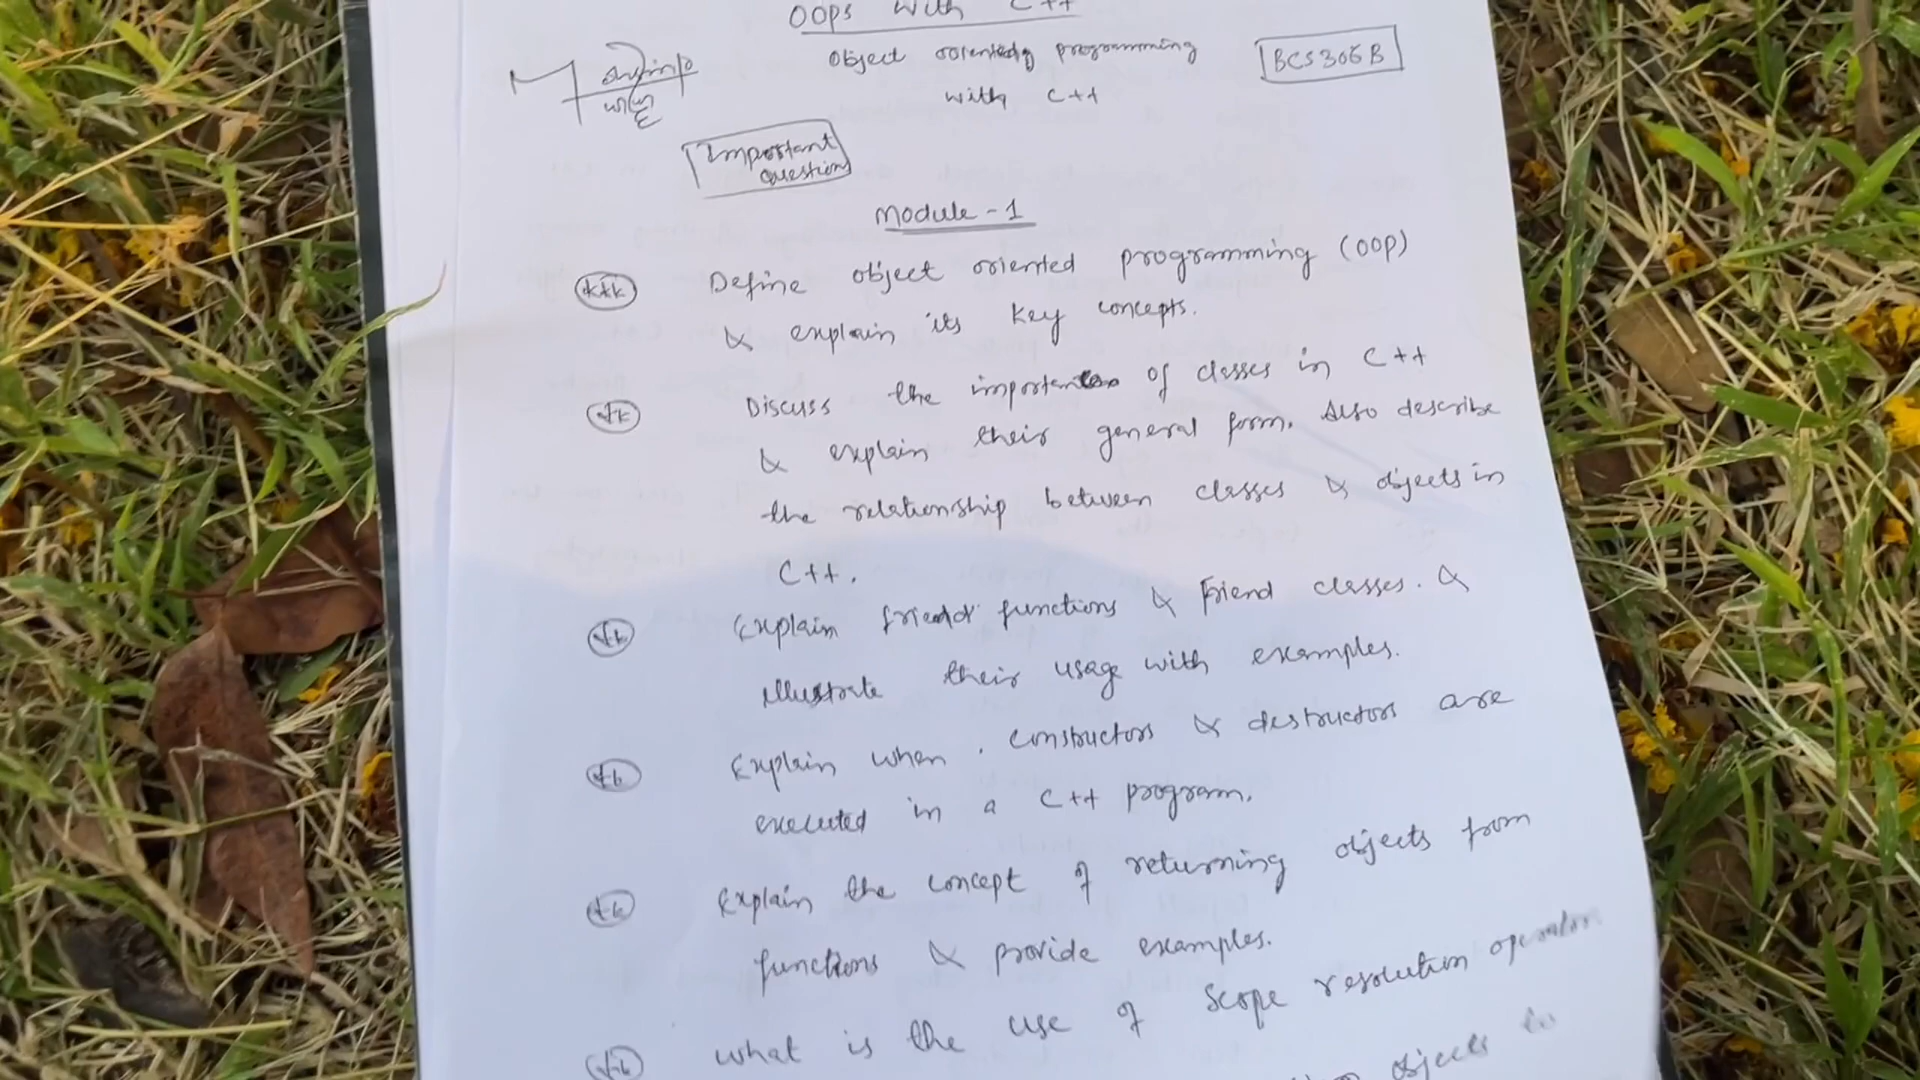 OOPS with C++
object orientedg programming
with C++
BCS306B
Important
question
Module - 1
Define object oriented programming (OOP)
& explain its key concepts.
Discuss the of classes in C++
& explain their general form. Also describe
the relationship between classes & objects in
C++.
Explain friend functions & friend classes. &
illustrate their usage with examples.
Explain when constructors & destructors are
executed in a C++ program.
Explain the concept of returning objects from
functions & provide examples.
what is the use of scope resolution
objects to